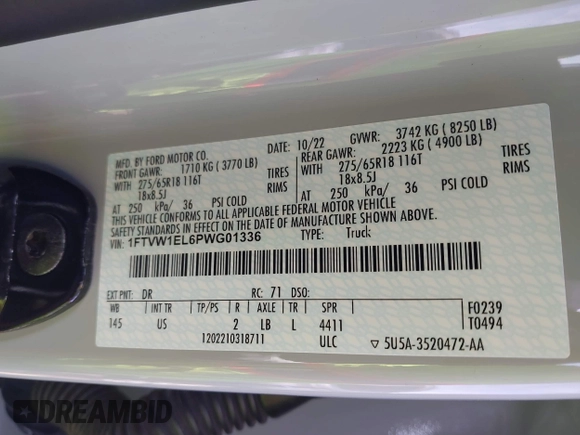 MFD. BY FORD MOTOR CO.
DATE: 10/22 GVWR: 3742 KG ( 8250 LB)
FRONT GAWR: 1710 KG ( 3770 LB)
REAR GAWR: 2223 KG ( 4900 LB)
WITH 275/65R18 116T TIRES
18x8.5J RIMS
AT 250 kPa/ 36 PSI COLD
WITH 275/65R18 116T TIRES
18x8.5J RIMS
AT 250 kPa/ 36 PSI COLD
THIS VEHICLE CONFORMS TO ALL APPLICABLE FEDERAL MOTOR VEHICLE
SAFETY STANDARDS IN EFFECT ON THE DATE OF MANUFACTURE SHOWN ABOVE.
VIN: 1FTVW1EL6PWG01336 TYPE: Truck
EXT PNT: DR RC: 71 DSO:
WB INT TR TP/PS R AXLE TR SPR
145 US 2 LB L 4411
F0239
T0494
1202210318711 ULC
5U5A-3520472-AA
DREAMBID